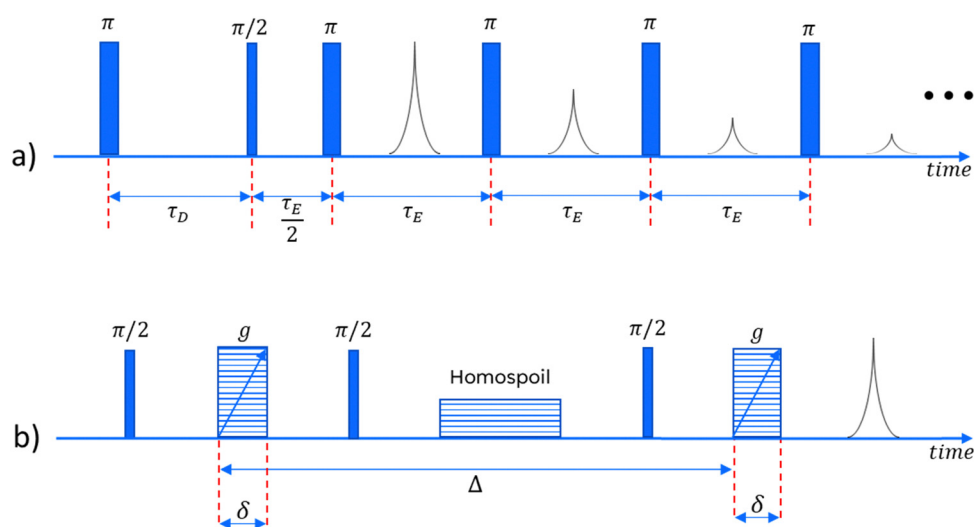 π π/2 π π π π
a)
• • •
time
τ_D τ_E/2 τ_E τ_E τ_E
π/2 g π/2 π/2 g
Homospoil
b)
time
Δ
δ δ